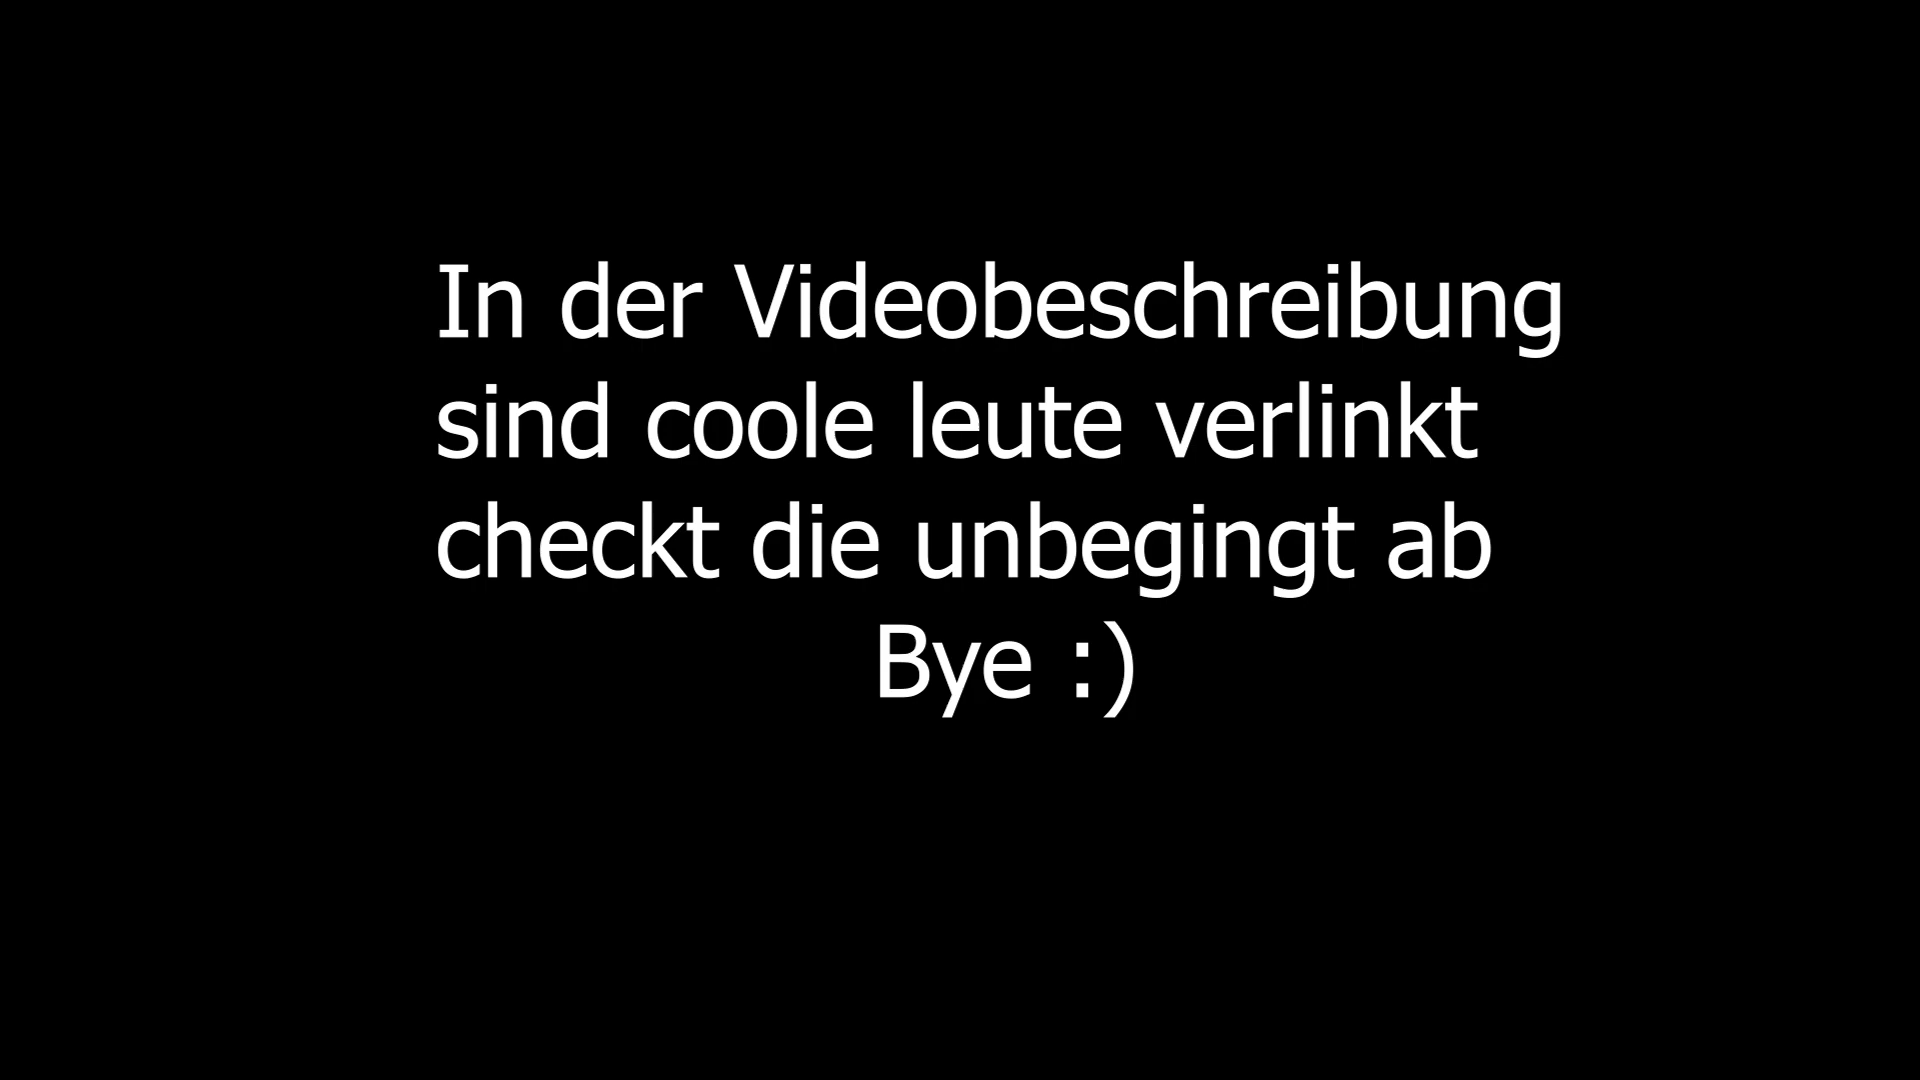 In der Videobeschreibung
sind coole leute verlinkt
checkt die unbegingt ab
Bye :)